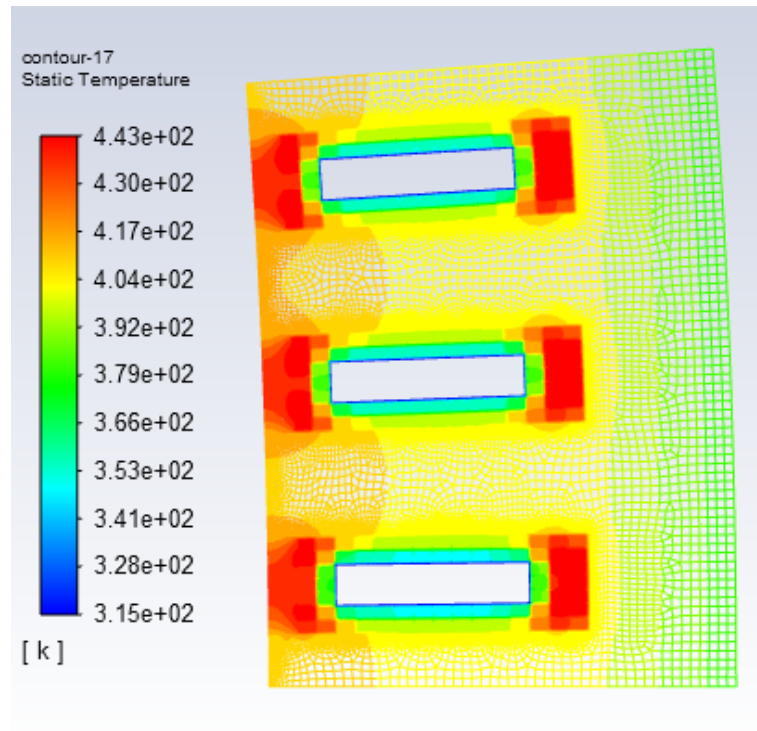 contour-17
Static Temperature
4.43e+02
4.30e+02
4.17e+02
4.04e+02
3.92e+02
3.79e+02
3.66e+02
3.53e+02
3.41e+02
3.28e+02
3.15e+02
[ k ]